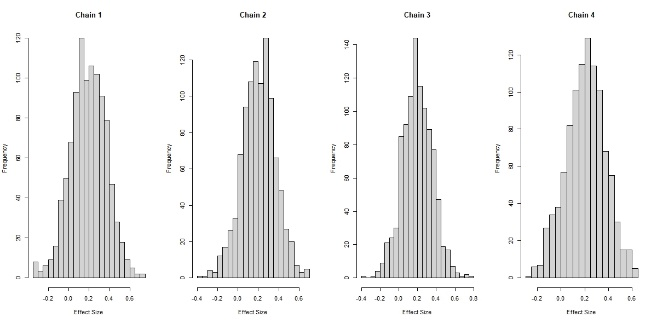 Chain 1
Chain 2
Chain 3
Chain 4
Frequency
0 20 40 60 80 100 120
-0.2 0.0 0.2 0.4 0.6
Effect Size
Frequency
0 20 40 60 80 100 120
-0.4 -0.2 0.0 0.2 0.4 0.6
Effect Size
Frequency
0 20 40 60 80 100 120 140
-0.4 -0.2 0.0 0.2 0.4 0.6 0.8
Effect Size
Frequency
0 20 40 60 80 100 120
-0.2 0.0 0.2 0.4 0.6
Effect Size